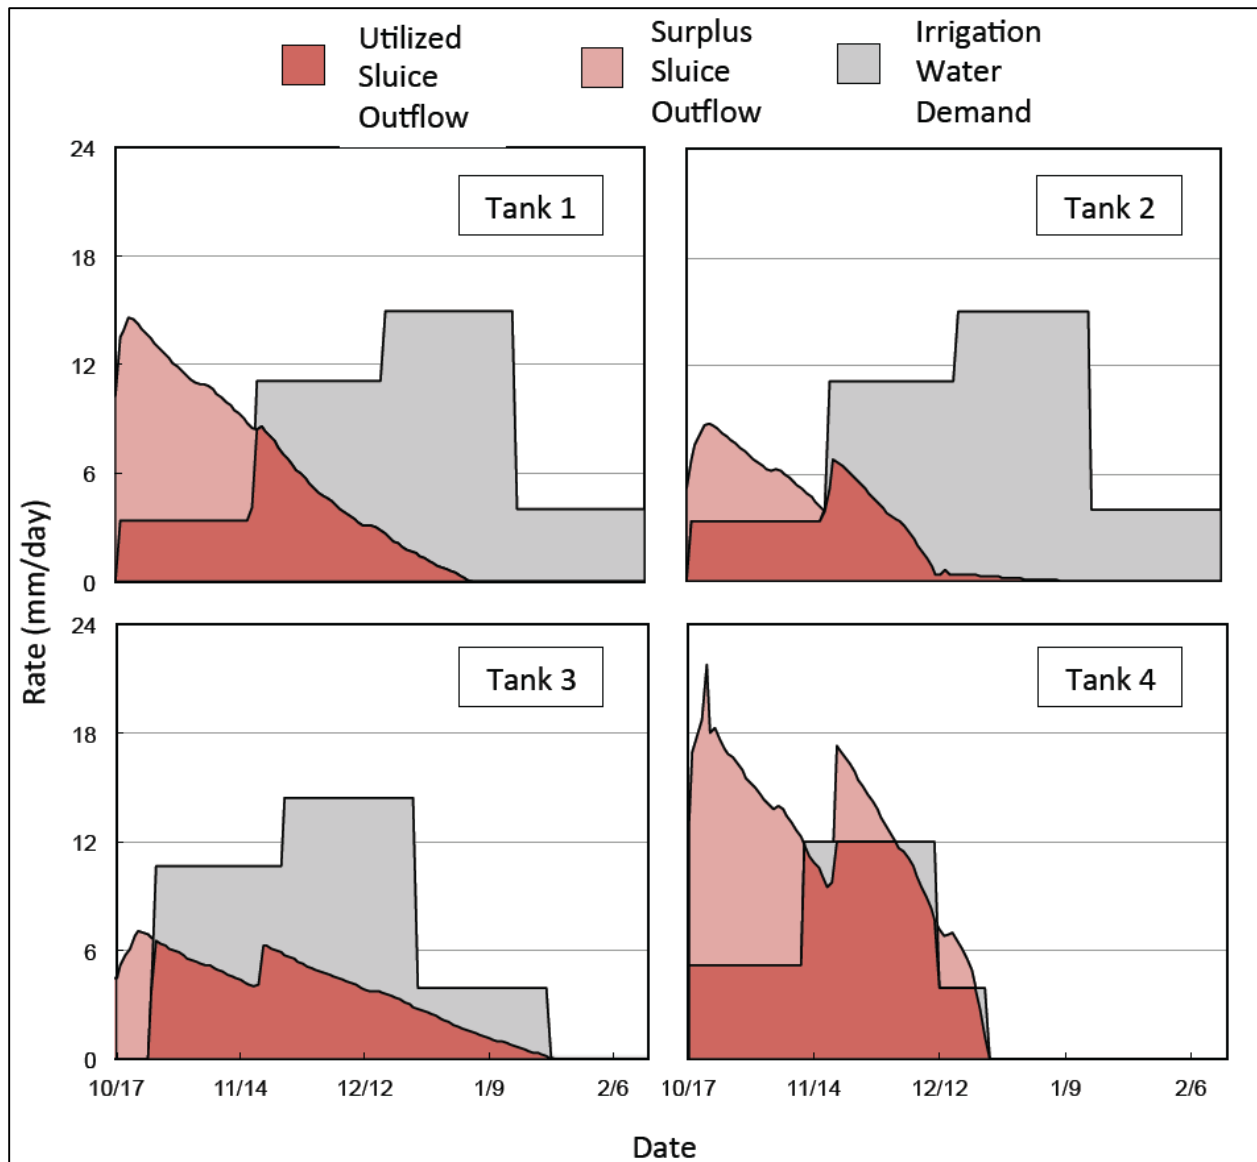 Utilized
Sluice
Outflow
Surplus
Sluice
Outflow
Irrigation
Water
Demand
24
18
12
6
0
Tank 1
Tank 2
24
18
12
6
0
Tank 3
Tank 4
Rate (mm/day)
10/17 11/14 12/12 1/9 2/6
10/17 11/14 12/12 1/9 2/6
Date